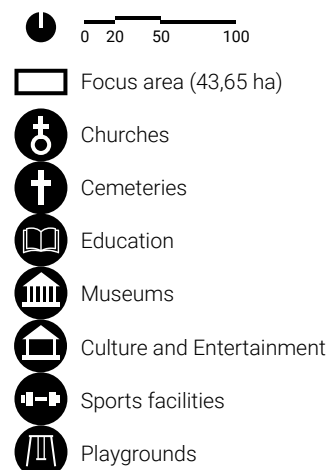 0 20 50 100
Focus area (43,65 ha)
Churches
Cemeteries
Education
Museums
Culture and Entertainment
Sports facilities
Playgrounds